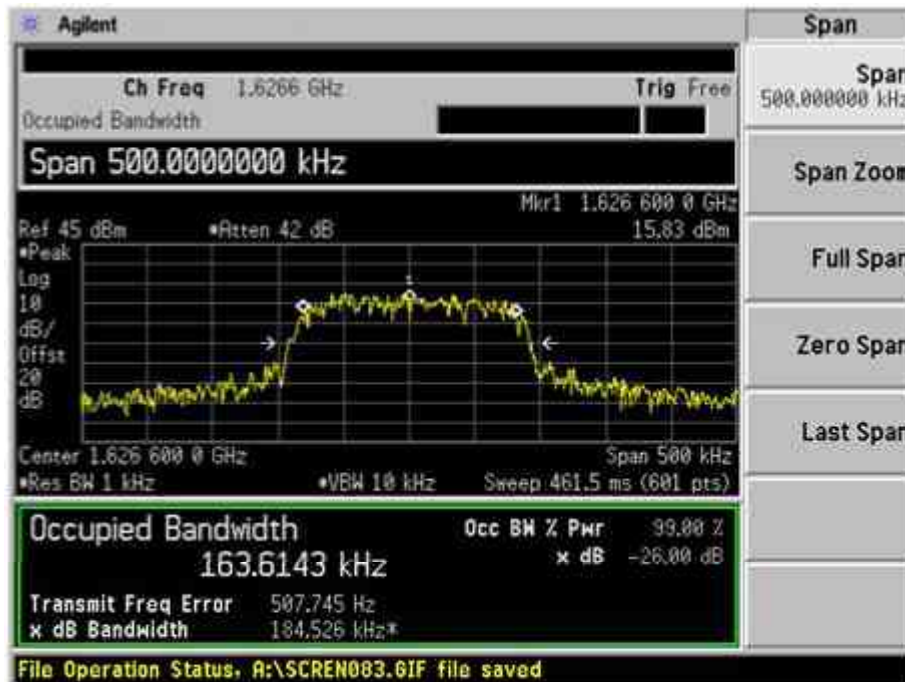 Agilent
Span
Ch Freq 1.6266 GHz Trig Free
Occupied Bandwidth
Span 500.0000000 kHz
Mkr1 1.626 600 0 GHz
Ref 45 dBm *Atten 42 dB 15.83 dBm
*Peak
Log
10
dB/
Offst
20
dB
1
Center 1.626 600 0 GHz Span 500 kHz
*Res BW 1 kHz *VBW 10 kHz Sweep 461.5 ms (601 pts)
Occupied Bandwidth
163.6143 kHz
Occ BW % Pwr 99.00 %
x dB -26.00 dB
Transmit Freq Error 507.745 Hz
x dB Bandwidth 184.526 kHz*
File Operation Status, A:\SCREN083.GIF file saved
Span
500.000000 kHz
Span Zoom
Full Span
Zero Span
Last Span